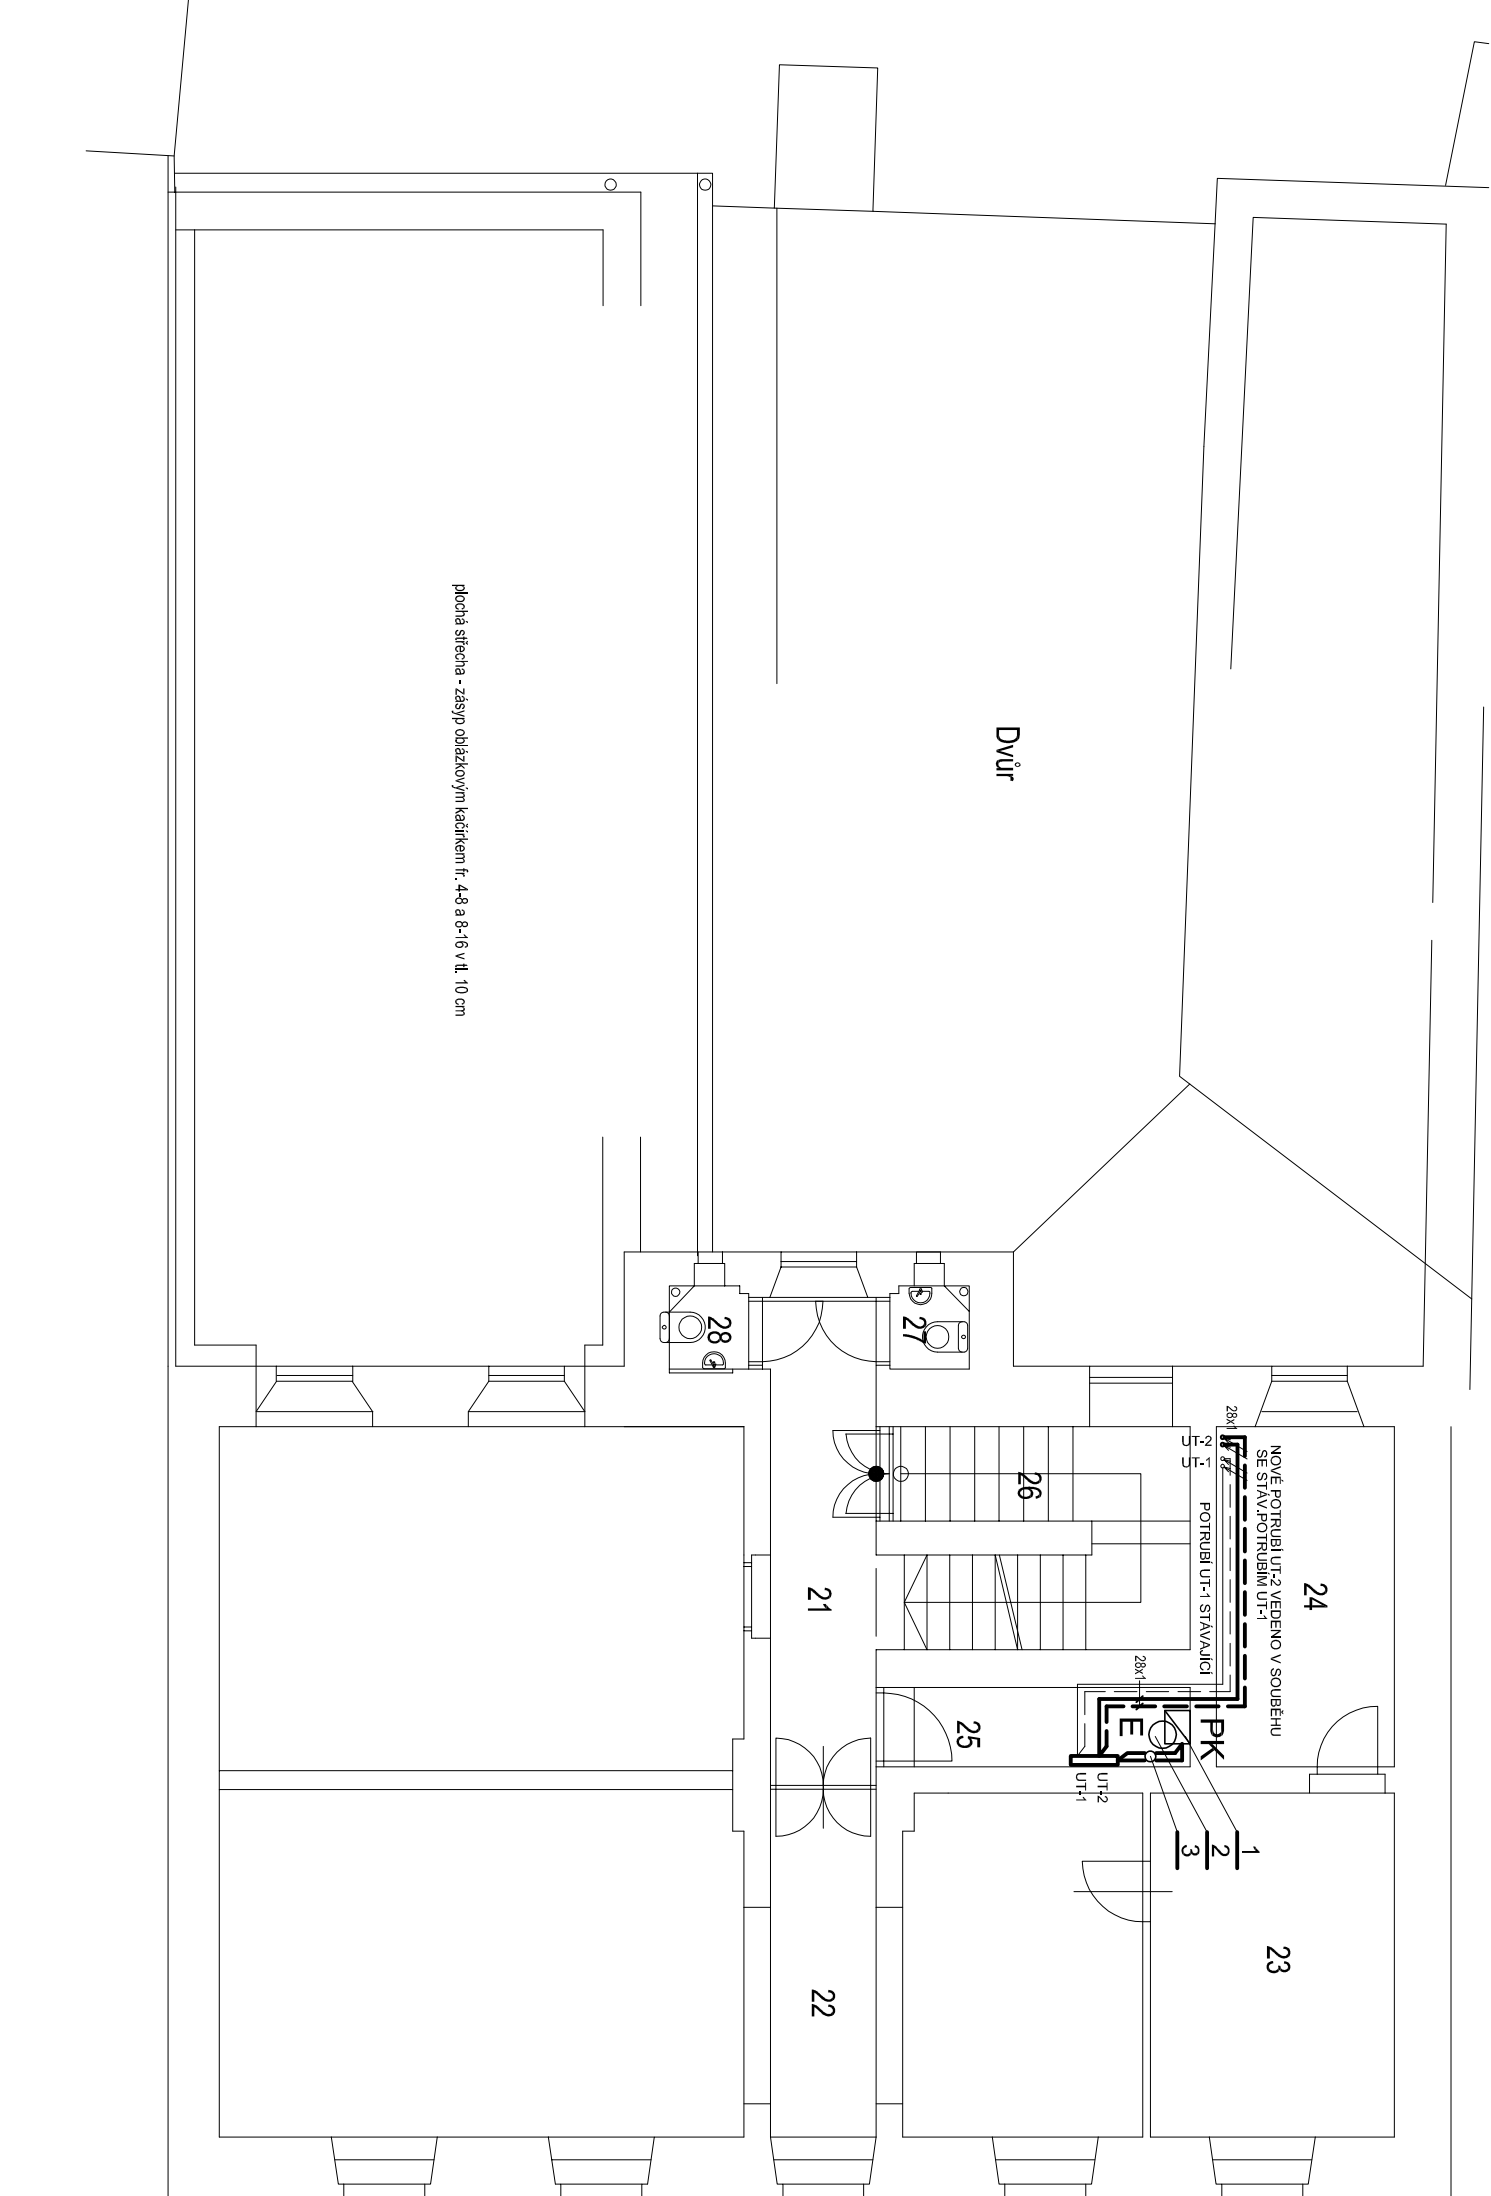 NOVÉ POTRUBÍ UT-2 VEDENO V SOUBĚHU
SE STÁV.POTRUBÍM UT-1
24
23
28x1
UT-2
UT-1
POTRUBÍ UT-1 STÁVAJÍCÍ
PK
1
2
3
28x1
E
UT-2
UT-1
Dvůr
26
25
27
21
22
28
plochá střecha - zásyp oblázkovým kačírkem fr. 4-8 a 8-16 v tl. 10 cm